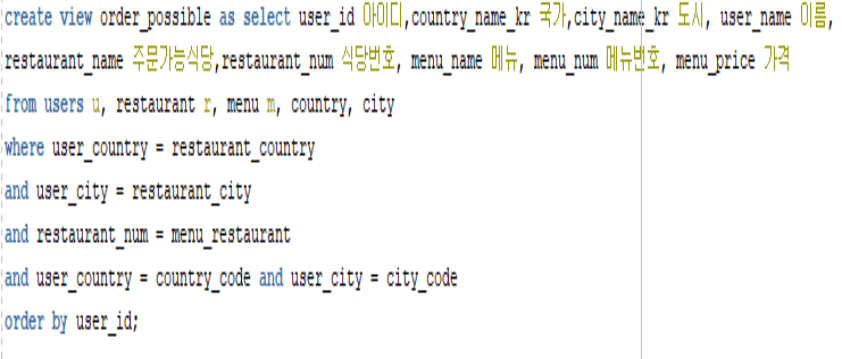 create view order_possible as select user_id 아이디,country_name_kr 국가,city_name_kr 도시, user_name 이름,
restaurant_name 주문가능식당,restaurant_num 식당번호, menu_name 메뉴, menu_num 메뉴번호, menu_price 가격
from users u, restaurant r, menu m, country, city
where user_country = restaurant_country
and user_city = restaurant_city
and restaurant_num = menu_restaurant
and user_country = country_code and user_city = city_code
order by user_id;